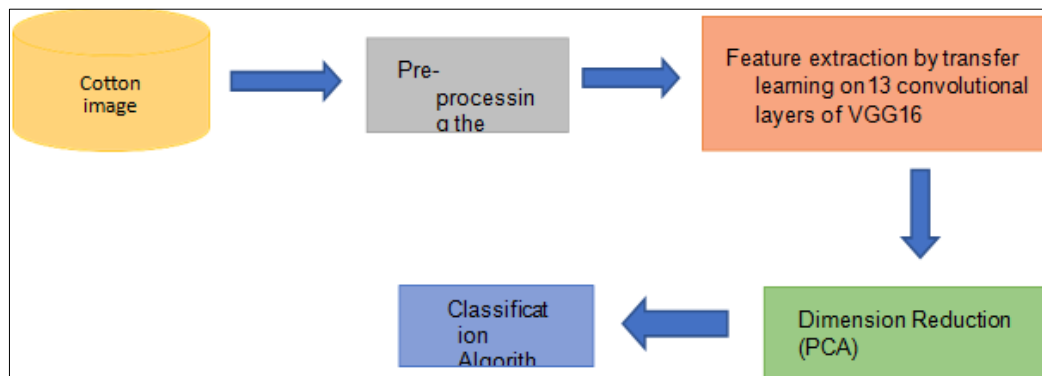 Cotton
image
Pre-
processin
g the
Feature extraction by transfer
learning on 13 convolutional
layers of VGG16
Dimension Reduction
(PCA)
Classificat
ion
Algorith